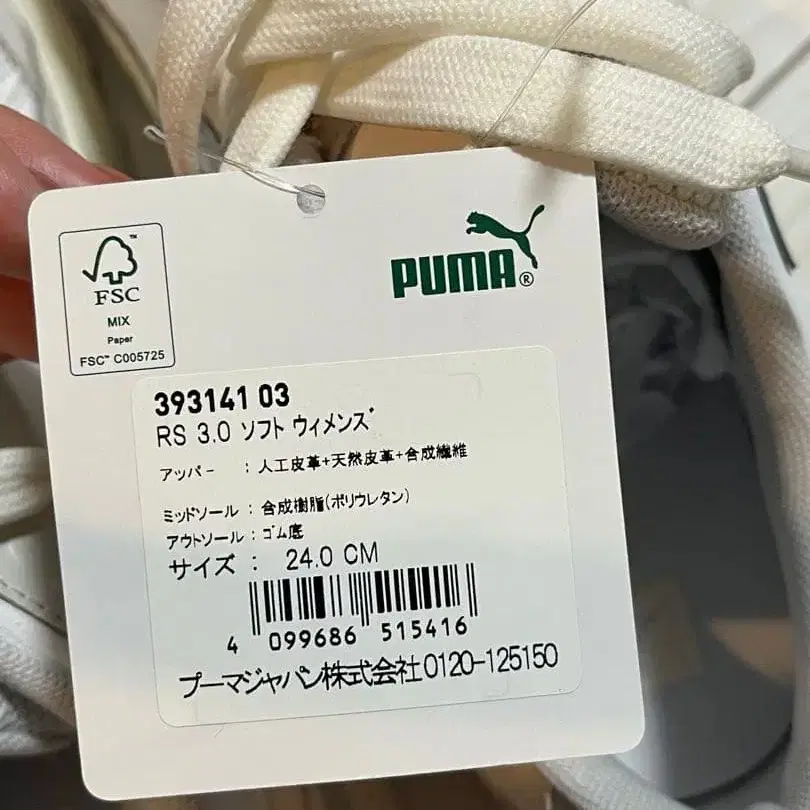 FSC™
MIX
Paper
FSC™ C005725
PUMA®
393141 03
RS 3.0 ソフト ウィメンズ
アッパー : 人工皮革+天然皮革+合成繊維
ミッドソール : 合成樹脂(ポリウレタン)
アウトソール : ゴム底
サイズ : 24.0 CM
4 099686 515416
プーマジャパン株式会社0120-125150